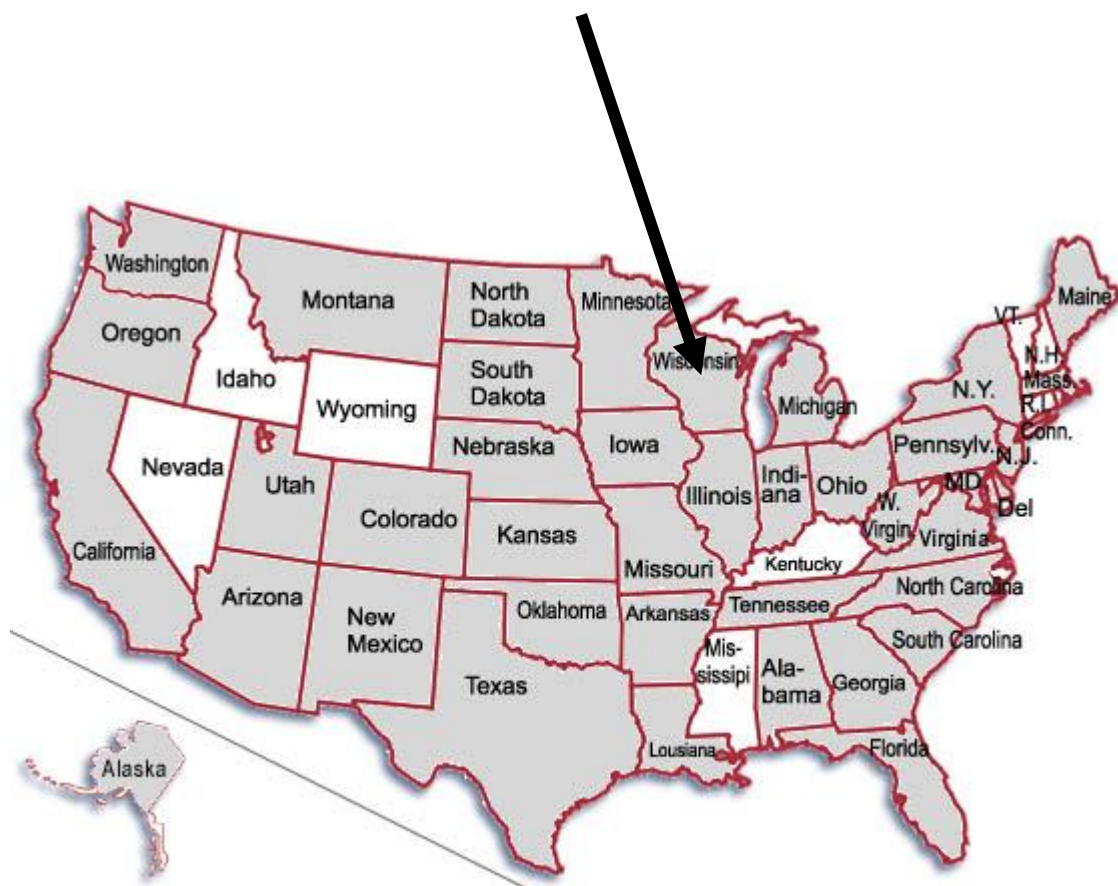 Washington
Montana
North
Dakota
Minnesota
Maine
VT.
Oregon
Idaho
Wyoming
South
Dakota
Wisconsin
Michigan
N.H.
Mass.
N.Y.
R.I.
Conn.
Nevada
Utah
Colorado
Nebraska
Iowa
Illinois
Indi-
ana
Ohio
Pennsylv.
N.J.
MD.
Del
W.
Virgin.
Virginia
California
Kansas
Missouri
Kentucky
Arizona
New
Mexico
Oklahoma
Arkansas
Tennessee
North Carolina
South Carolina
Texas
Mis-
sissipi
Ala-
bama
Georgia
Lousiana
Florida
Alaska